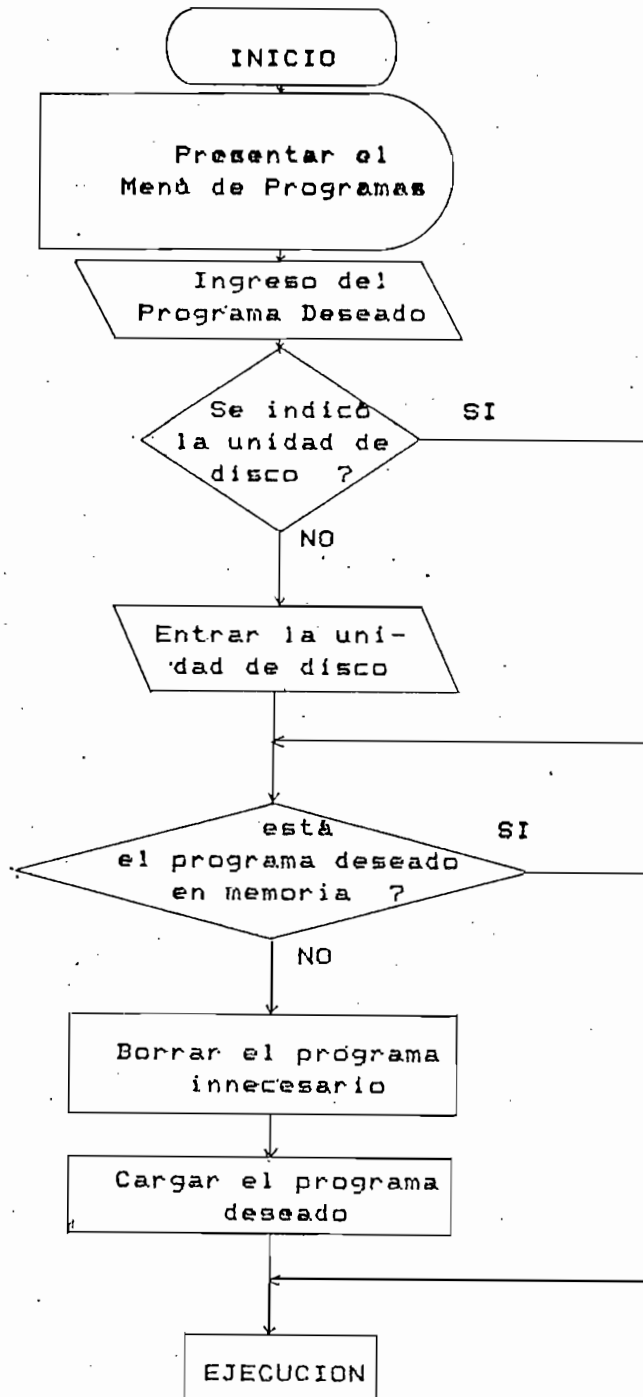 INICIO
Presentar el
Menú de Programas
Ingreso del
Programa Deseado
Se indicó
la unidad de
disco ?
SI
NO
Entrar la uni-
dad de disco
está
el programa deseado
en memoria ?
SI
NO
Borrar el programa
innecesario
Cargar el programa
deseado
EJECUCION